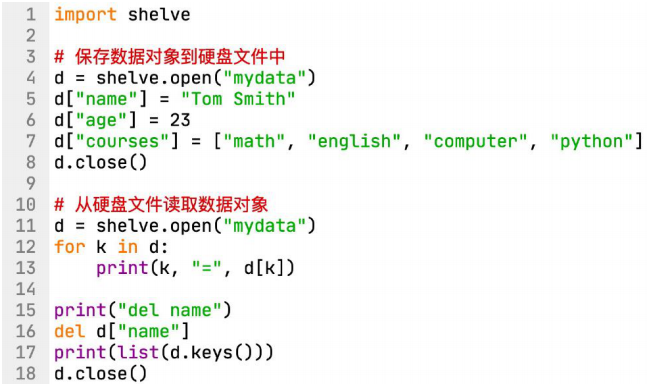 1 import shelve
2
3 # 保存数据对象到硬盘文件中
4 d = shelve.open("mydata")
5 d["name"] = "Tom Smith"
6 d["age"] = 23
7 d["courses"] = ["math", "english", "computer", "python"]
8 d.close()
9
10 # 从硬盘文件读取数据对象
11 d = shelve.open("mydata")
12 for k in d:
13     print(k, "=", d[k])
14
15 print("del name")
16 del d["name"]
17 print(list(d.keys()))
18 d.close()